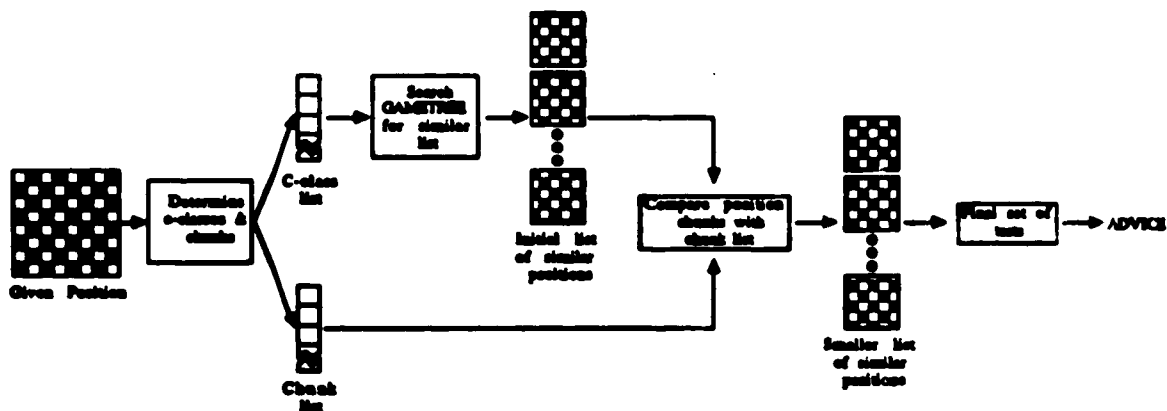 Given Position
Determine
c-classes &
chunks
C-class
list
Chunk
list
Search
GAMETREE
for similar
list
Initial list
of similar
positions
Compare position
chunks with
chunk list
Smaller list
of similar
positions
Final set of
tests
ADVICE